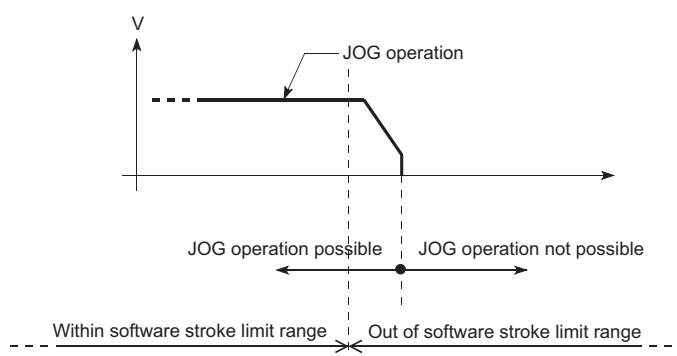 V
JOG operation
JOG operation possible
JOG operation not possible
Within software stroke limit range
Out of software stroke limit range